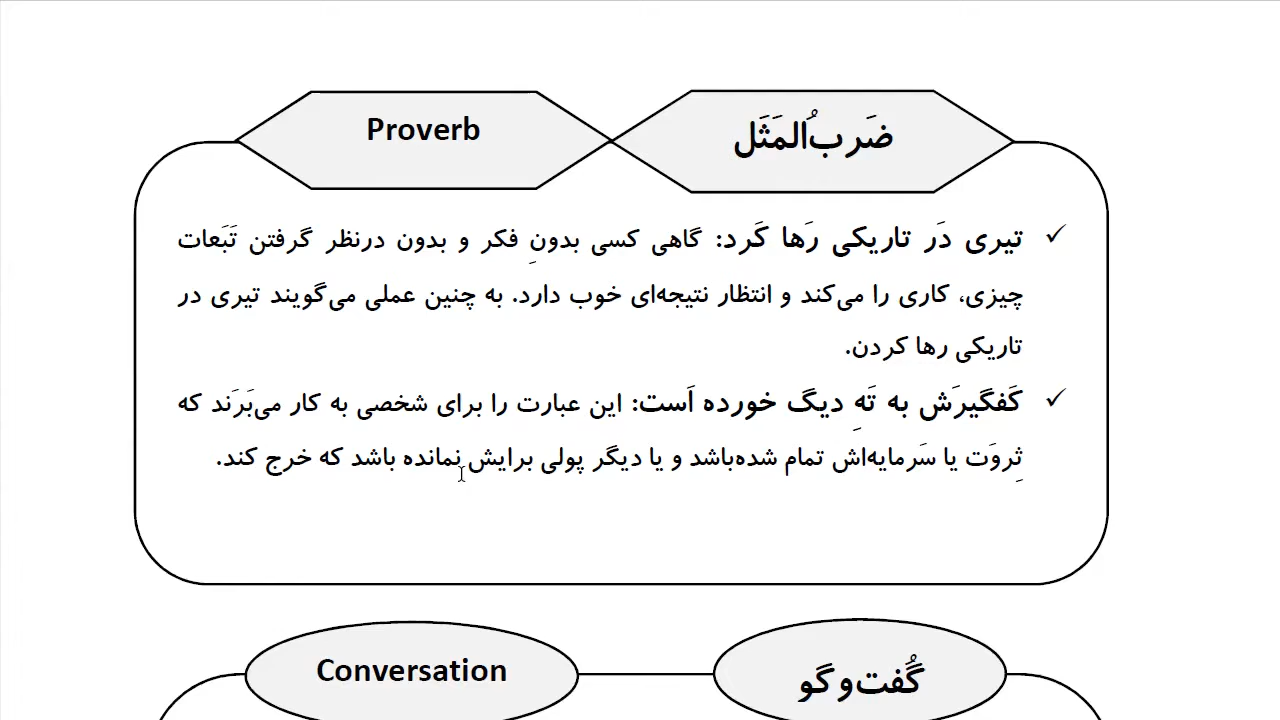 Proverb
ضَربُ‌المَثَل
تیری دَر تاریکی رَها کَرد: گاهی کسی بدونِ فکر و بدون درنظر گرفتن تَبَعات
چیزی، کاری را می‌کند و انتظار نتیجه‌ای خوب دارد. به چنین عملی می‌گویند تیری در
تاریکی رها کردن.
کَفگیرَش به تَهِ دیگ خورده اَست: این عبارت را برای شخصی به کار می‌بَرَند که
ثِروَت یا سَرمایه‌اش تمام شده‌باشد و یا دیگر پولی برایش نمانده باشد که خرج کند.
Conversation
گُفت‌و‌گو